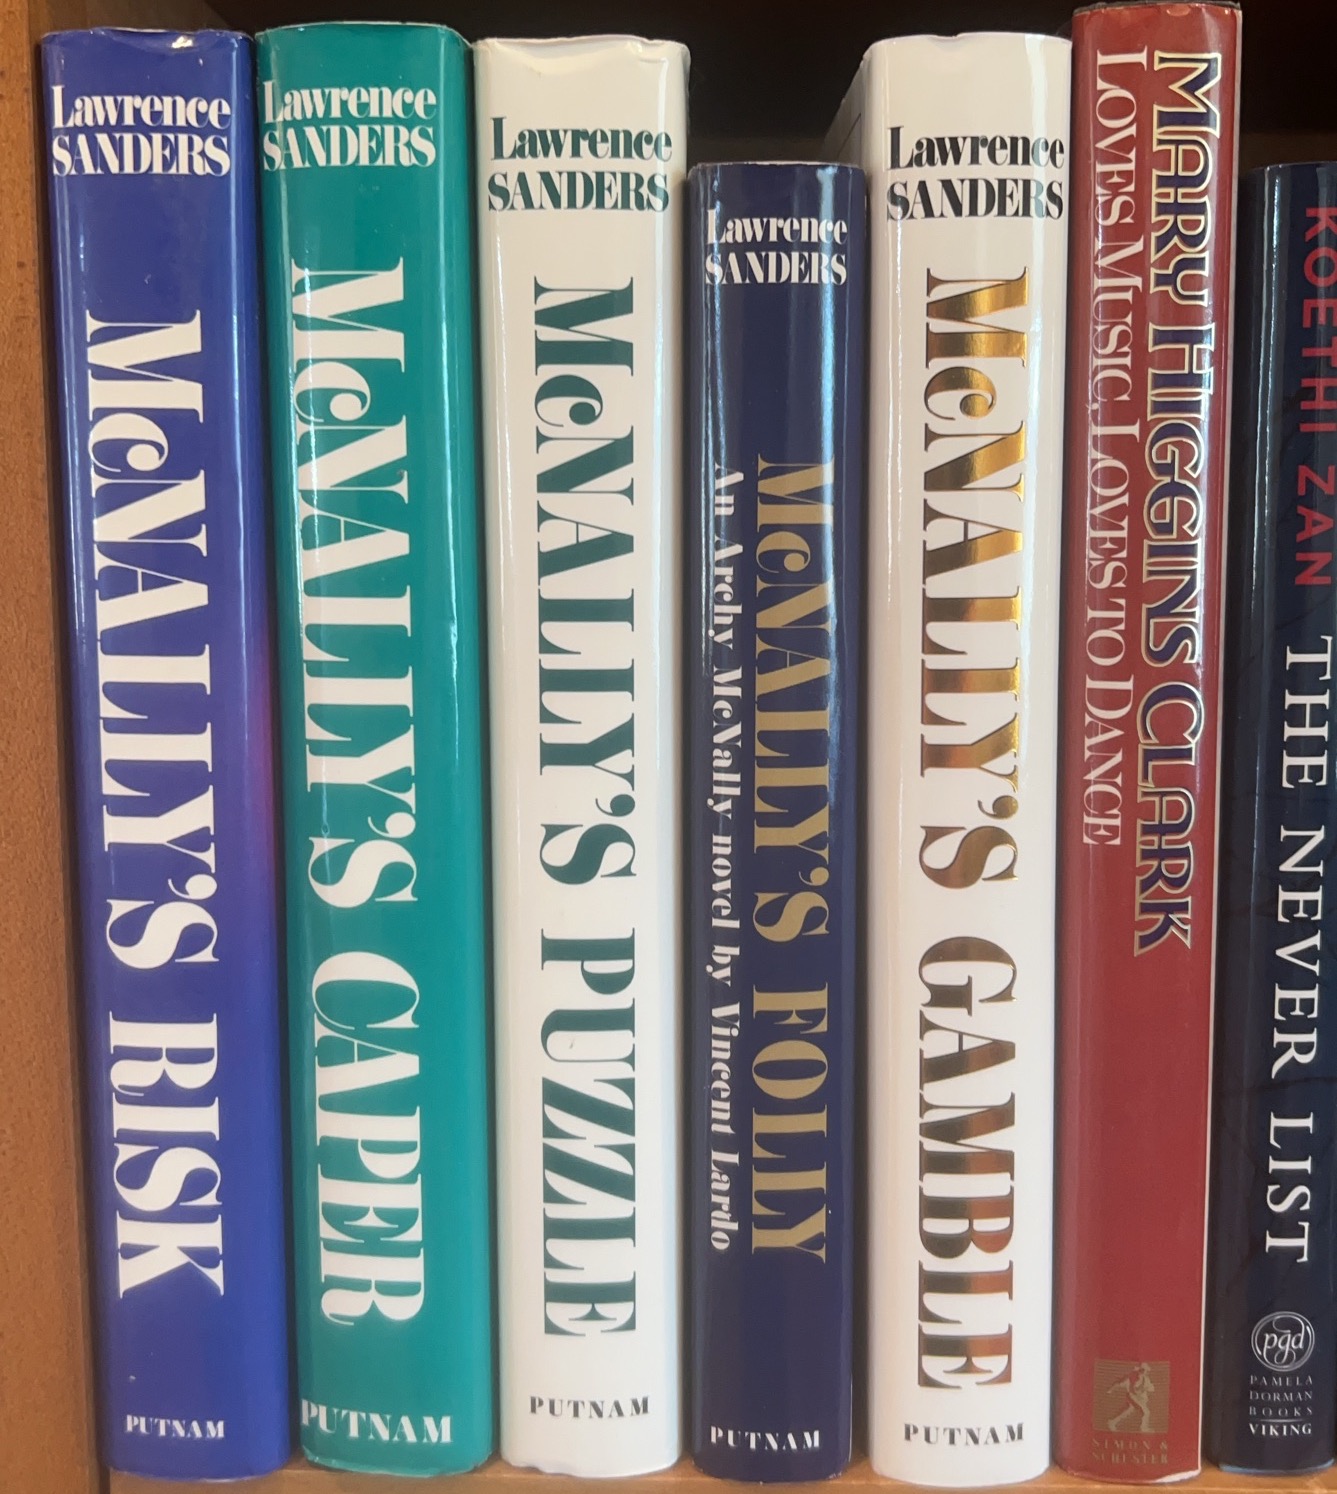 Lawrence
SANDERS
McNALLY'S RISK
PUTNAM
Lawrence
SANDERS
McNALLY'S CAPER
PUTNAM
Lawrence
SANDERS
McNALLY'S PUZZLE
PUTNAM
Lawrence
SANDERS
McNALLY'S FOLLY
An Archy McNally novel by Vincent Lardo
PUTNAM
Lawrence
SANDERS
McNALLY'S GAMBLE
PUTNAM
MARY HIGGINS CLARK
LOVES MUSIC, LOVES TO DANCE
SIMON &
SCHUSTER
KOETHI ZAN
THE NEVER LIST
pgd
PAMELA
DORMAN
BOOKS
VIKING